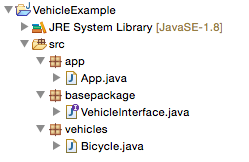 VehicleExample
JRE System Library [JavaSE-1.8]
src
app
App.java
basepackage
VehicleInterface.java
vehicles
Bicycle.java